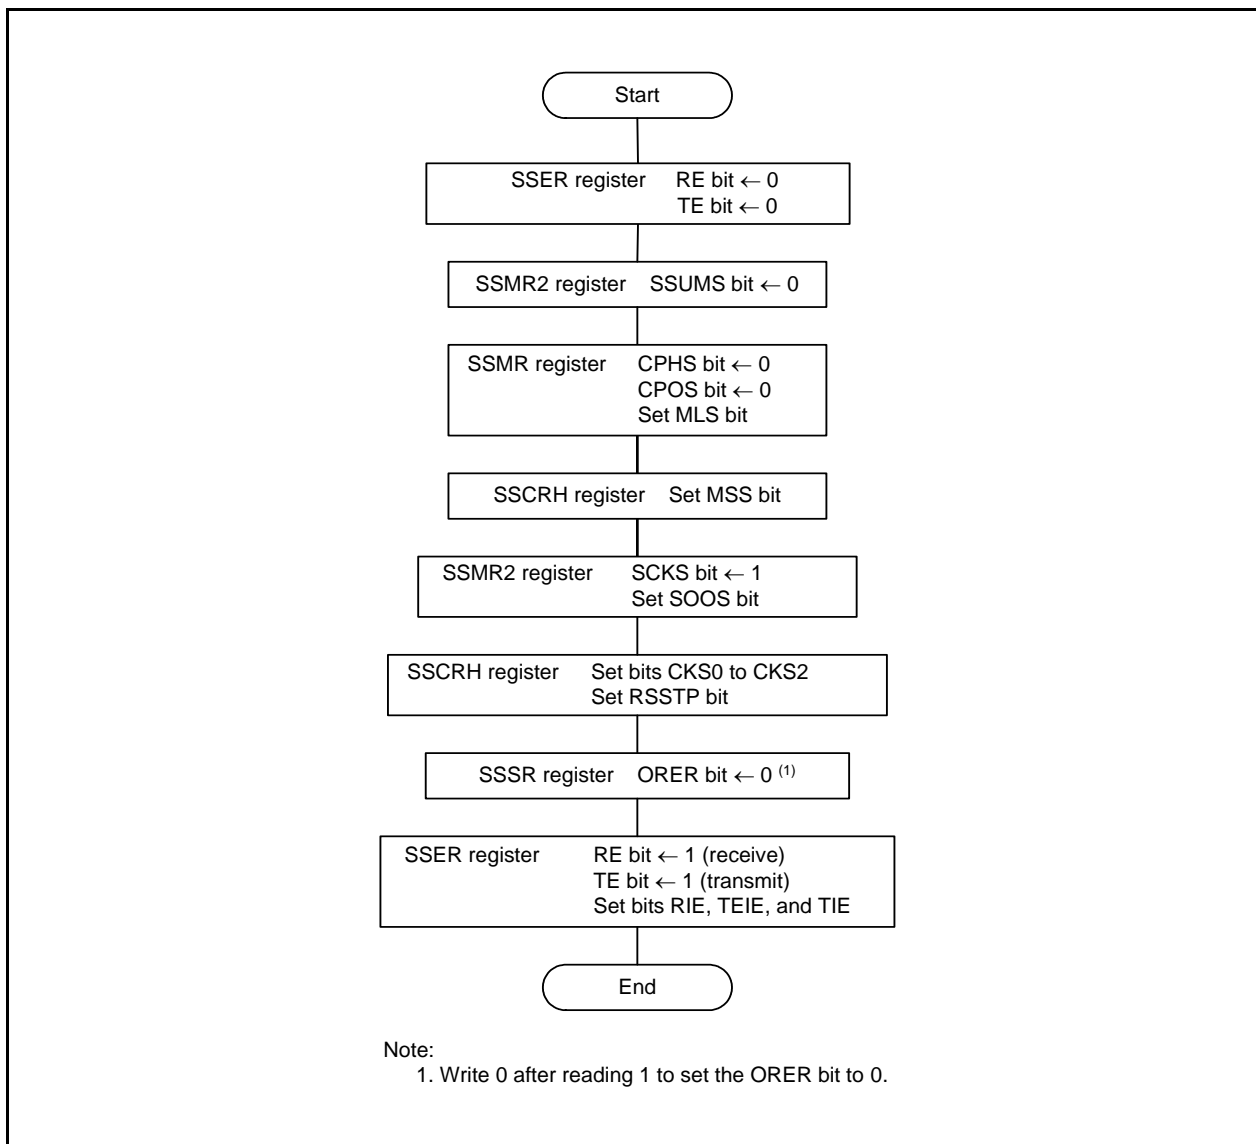 Start
SSER register RE bit ← 0
TE bit ← 0
SSMR2 register SSUMS bit ← 0
SSMR register CPHS bit ← 0
CPOS bit ← 0
Set MLS bit
SSCRH register Set MSS bit
SSMR2 register SCKS bit ← 1
Set SOOS bit
SSCRH register Set bits CKS0 to CKS2
Set RSSTP bit
SSSR register ORER bit ← 0 (1)
SSER register RE bit ← 1 (receive)
TE bit ← 1 (transmit)
Set bits RIE, TEIE, and TIE
End
Note:
1. Write 0 after reading 1 to set the ORER bit to 0.